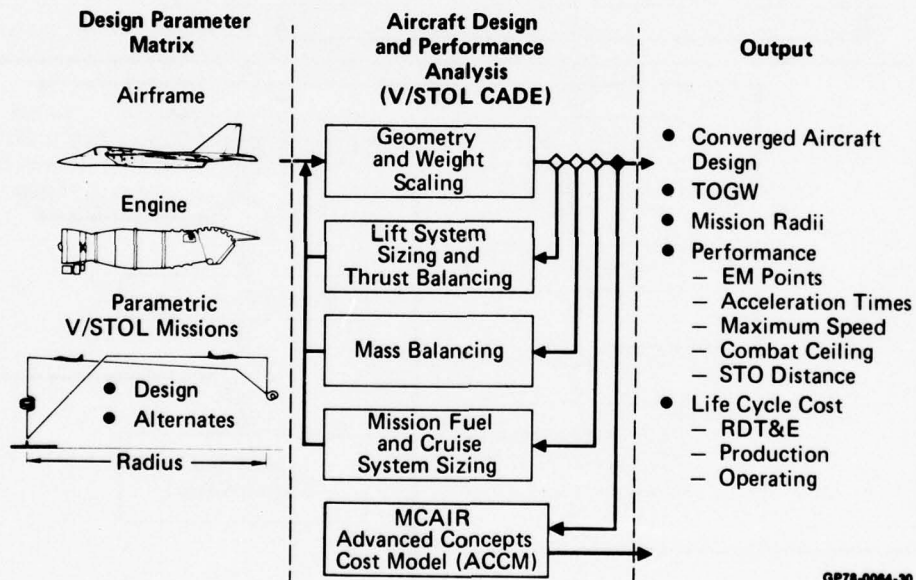 Design Parameter
Matrix
Airframe
Engine
Parametric
V/STOL Missions
● Design
● Alternates
Radius
Aircraft Design
and Performance
Analysis
(V/STOL CADE)
Geometry
and Weight
Scaling
Lift System
Sizing and
Thrust Balancing
Mass Balancing
Mission Fuel
and Cruise
System Sizing
MCAIR
Advanced Concepts
Cost Model (ACCM)
Output
● Converged Aircraft
Design
● TOGW
● Mission Radii
● Performance
– EM Points
– Acceleration Times
– Maximum Speed
– Combat Ceiling
– STO Distance
● Life Cycle Cost
– RDT&E
– Production
– Operating
GP78-0064-20